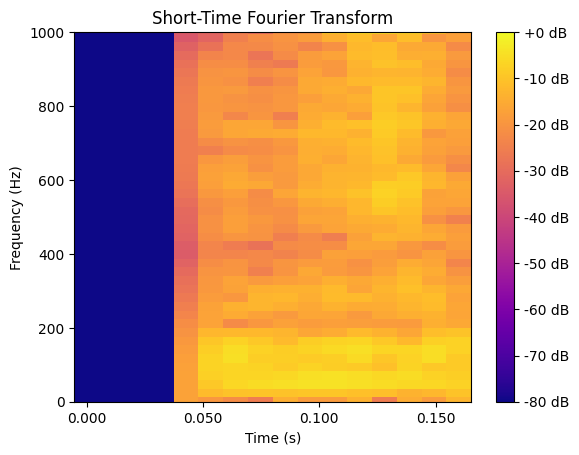 Short-Time Fourier Transform
1000
800
600
400
200
0
Frequency (Hz)
0.000
0.050
0.100
0.150
Time (s)
+0 dB
-10 dB
-20 dB
-30 dB
-40 dB
-50 dB
-60 dB
-70 dB
-80 dB